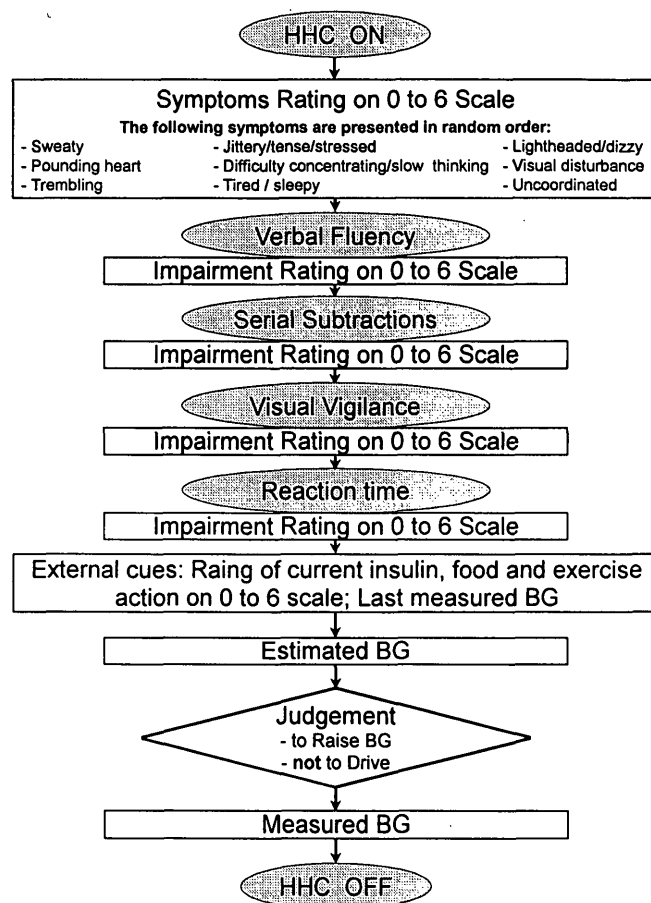 HHC ON
Symptoms Rating on 0 to 6 Scale
The following symptoms are presented in random order:
- Sweaty - Jittery/tense/stressed - Lightheaded/dizzy
- Pounding heart - Difficulty concentrating/slow thinking - Visual disturbance
- Trembling - Tired / sleepy - Uncoordinated
Verbal Fluency
Impairment Rating on 0 to 6 Scale
Serial Subtractions
Impairment Rating on 0 to 6 Scale
Visual Vigilance
Impairment Rating on 0 to 6 Scale
Reaction time
Impairment Rating on 0 to 6 Scale
External cues: Raing of current insulin, food and exercise
action on 0 to 6 scale; Last measured BG
Estimated BG
Judgement
- to Raise BG
- not to Drive
Measured BG
HHC OFF